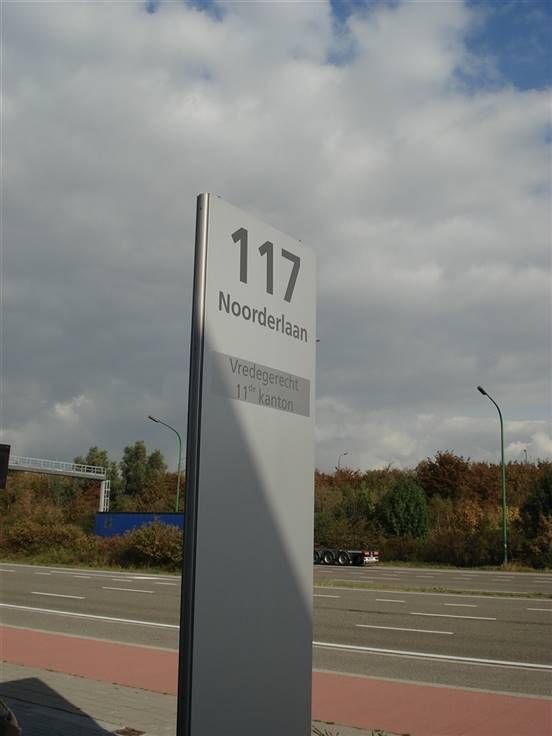 117
Noorderlaan
Vredegerecht
11de kanton